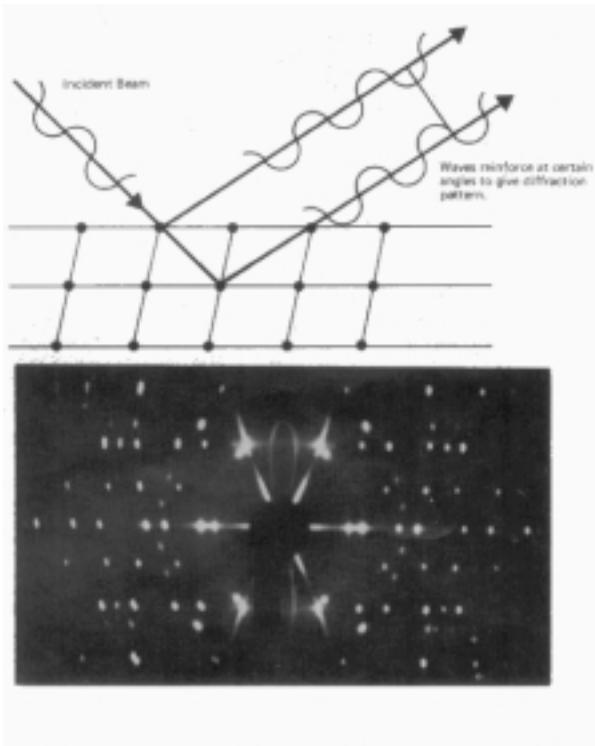 Incident Beam
Waves reinforce at certain
angles to give diffraction
pattern.